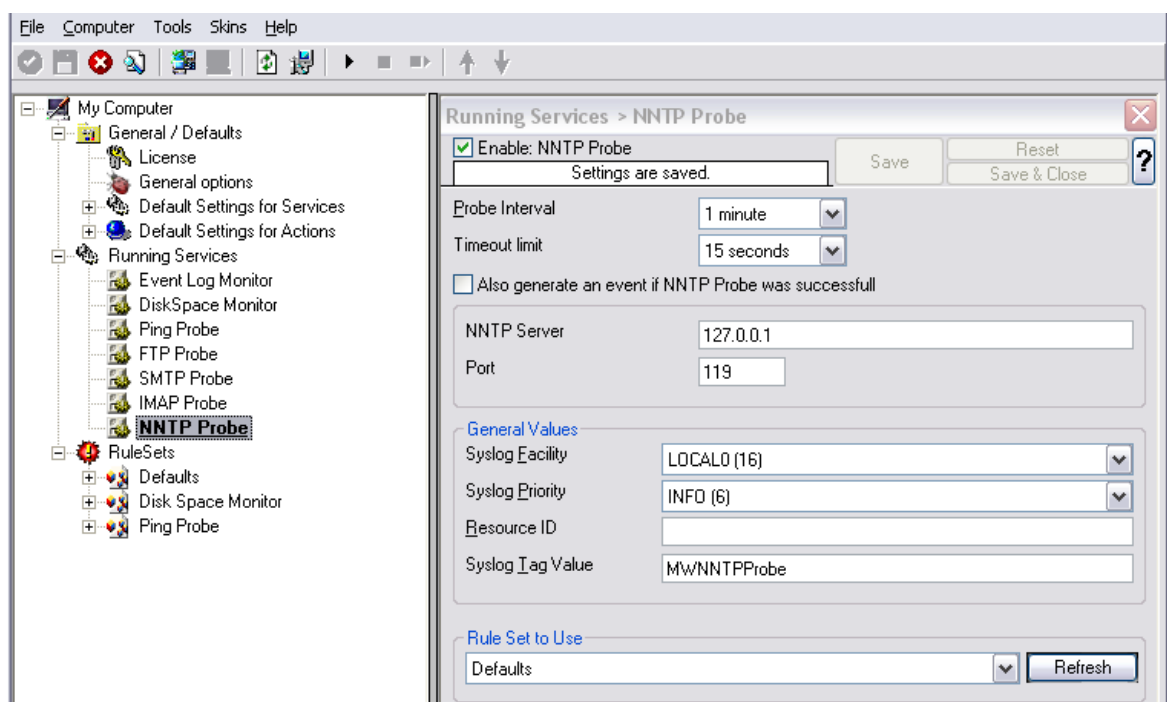 File Computer Tools Skins Help
My Computer
General / Defaults
License
General options
Default Settings for Services
Default Settings for Actions
Running Services
Event Log Monitor
DiskSpace Monitor
Ping Probe
FTP Probe
SMTP Probe
IMAP Probe
NNTP Probe
RuleSets
Defaults
Disk Space Monitor
Ping Probe
Running Services > NNTP Probe
Enable: NNTP Probe
Settings are saved.
Save
Reset
Save & Close
?
Probe Interval
1 minute
Timeout limit
15 seconds
Also generate an event if NNTP Probe was successfull
NNTP Server
127.0.0.1
Port
119
General Values
Syslog Facility
LOCAL0 (16)
Syslog Priority
INFO (6)
Resource ID
Syslog Tag Value
MWNNTPProbe
Rule Set to Use
Defaults
Refresh